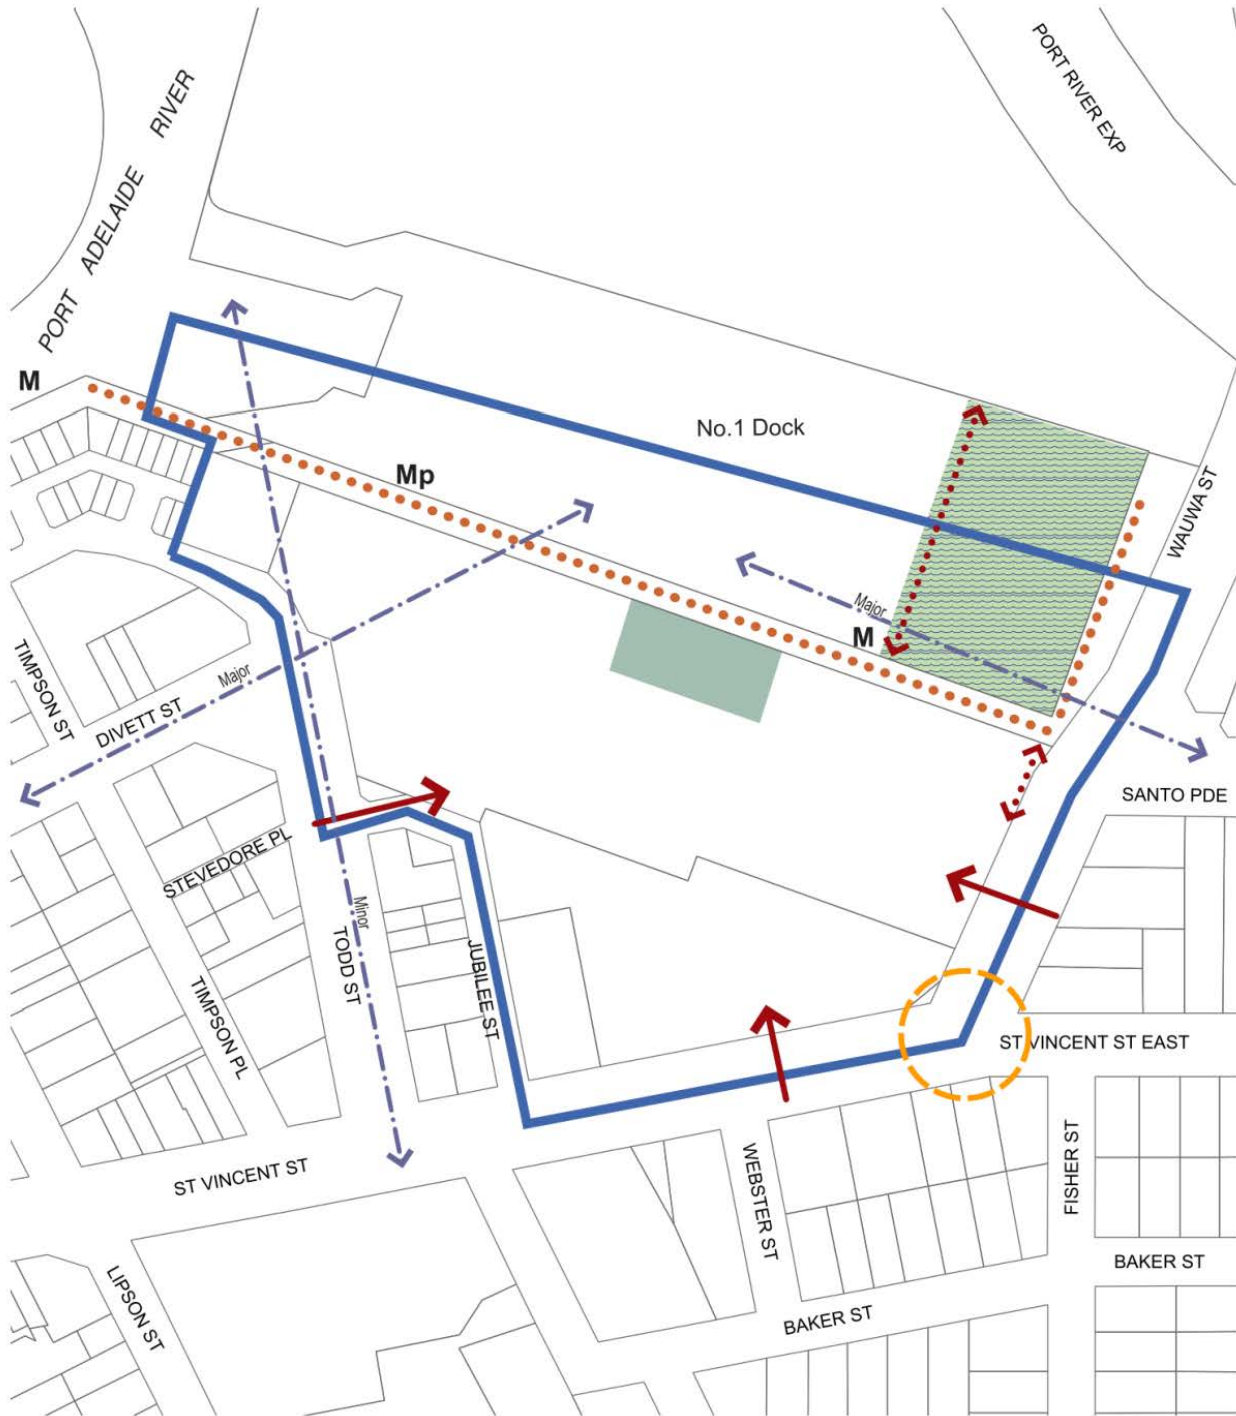 PORT RIVER EXP
PORT ADELAIDE RIVER
M
No.1 Dock
Mp
WAUWA ST
Major
M
TIMPSON ST
Major
DIVETT ST
SANTO PDE
STEVEDORE PL
Minor
TODD ST
JUBILEE ST
TIMPSON PL
ST VINCENT ST EAST
ST VINCENT ST
WEBSTER ST
FISHER ST
BAKER ST
LIPSON ST
BAKER ST